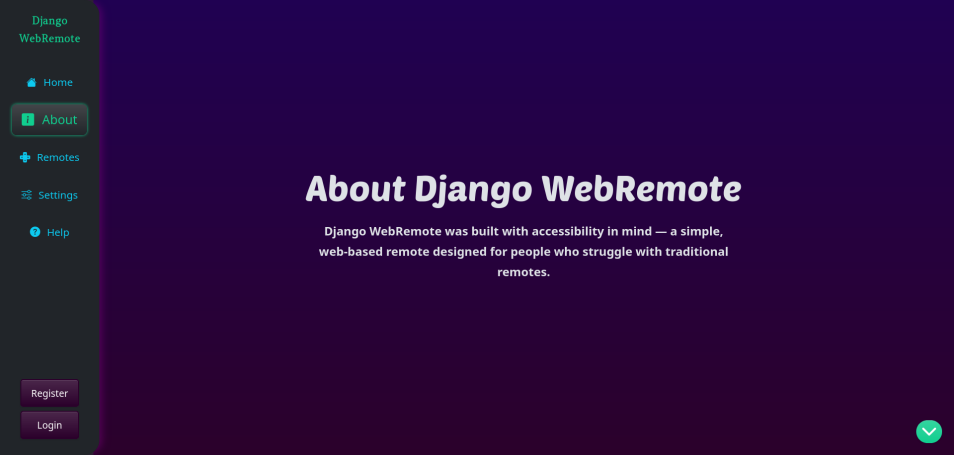 Django
WebRemote
Home
About
Remotes
Settings
Help
Register
Login
About Django WebRemote
Django WebRemote was built with accessibility in mind — a simple,
web-based remote designed for people who struggle with traditional
remotes.